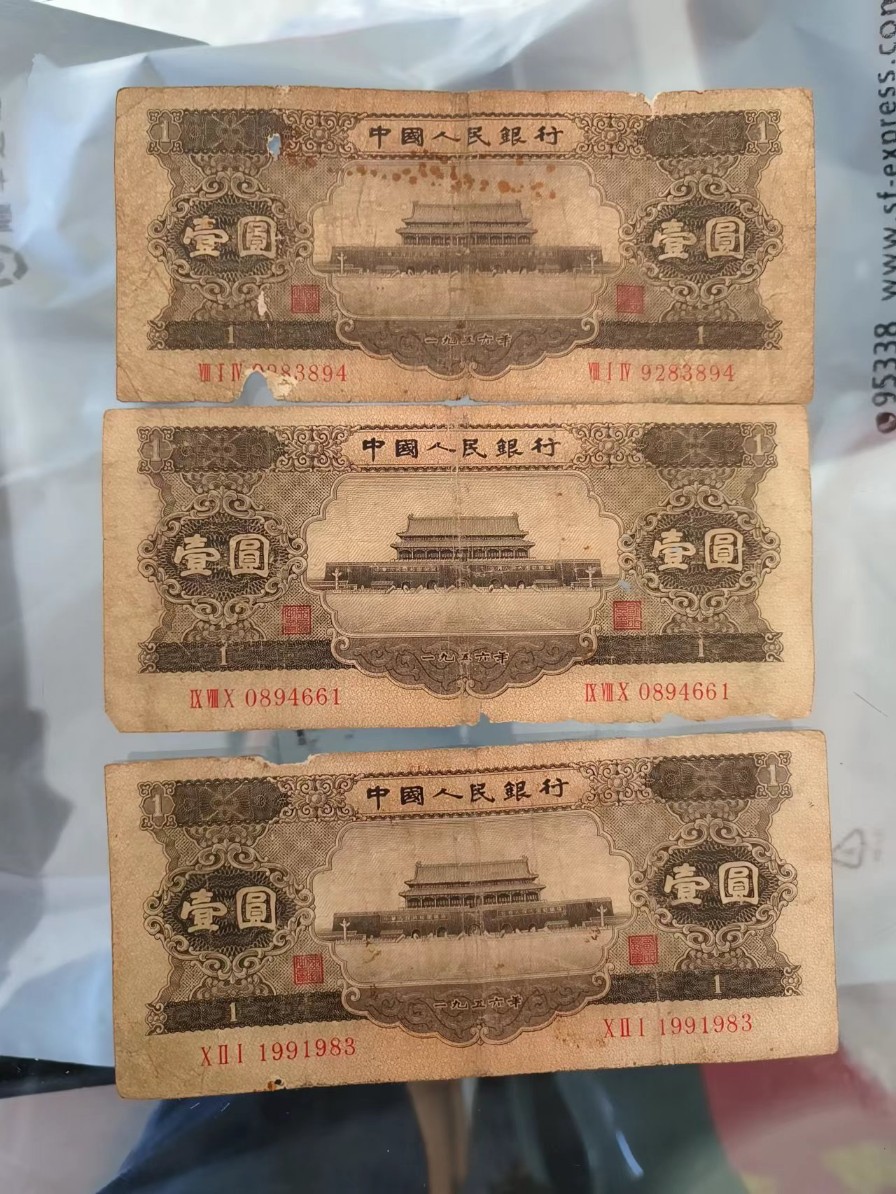 1 中國人民銀行 1
壹圓 壹圓
1 一九五六年 1
VIII I IV 9283894 VIII I IV 9283894
1 中國人民銀行 1
壹圓 壹圓
1 一九五六年 1
IX VIII X 0894661 IX VIII X 0894661
1 中國人民銀行 1
壹圓 壹圓
1 一九五六年 1
X II I 1991983 X II I 1991983
95338 www.sf-express.com